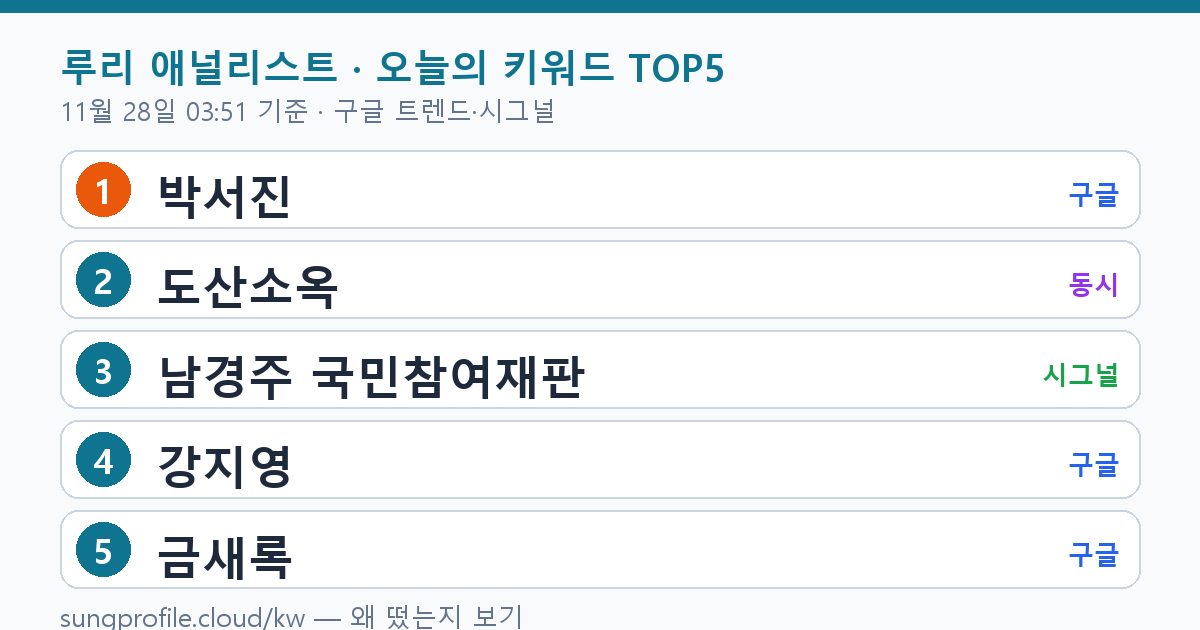 루리 애널리스트 · 오늘의 키워드 TOP5
11월 28일 03:51 기준 · 구글 트렌드·시그널
1 박서진 구글
2 도산소옥 동시
3 남경주 국민참여재판 시그널
4 강지영 구글
5 금새록 구글
sungprofile.cloud/kw — 왜 떴는지 보기